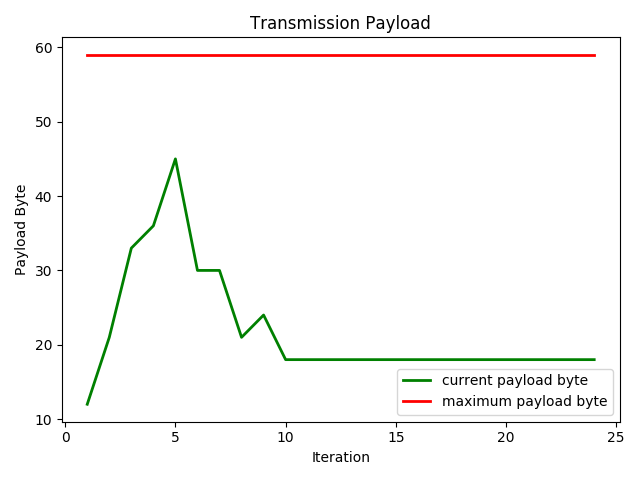 Transmission Payload
60
50
40
30
20
10
Payload Byte
current payload byte
maximum payload byte
0 5 10 15 20 25
Iteration